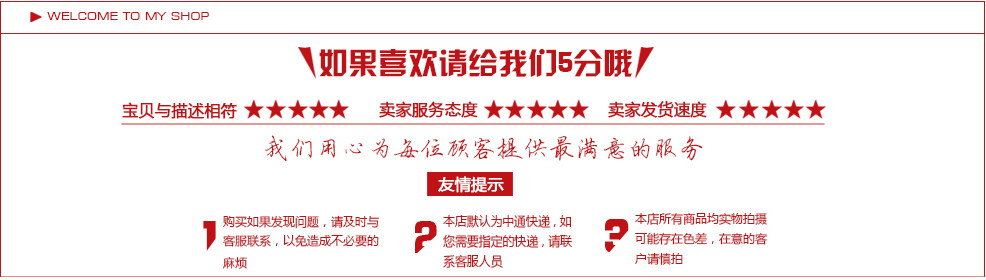 WELCOME TO MY SHOP
如果喜欢请给我们5分哦
宝贝与描述相符 ★★★★★ 卖家服务态度 ★★★★★ 卖家发货速度 ★★★★★
我们用心为每位顾客提供最满意的服务
友情提示
1
购买如果发现问题，请及时与
客服联系，以免造成不必要的
麻烦
2
本店默认为中通快递，如
您需要指定的快递，请联
系客服人员
3
本店所有商品均实物拍摄
可能存在色差，在意的客
户请慎拍